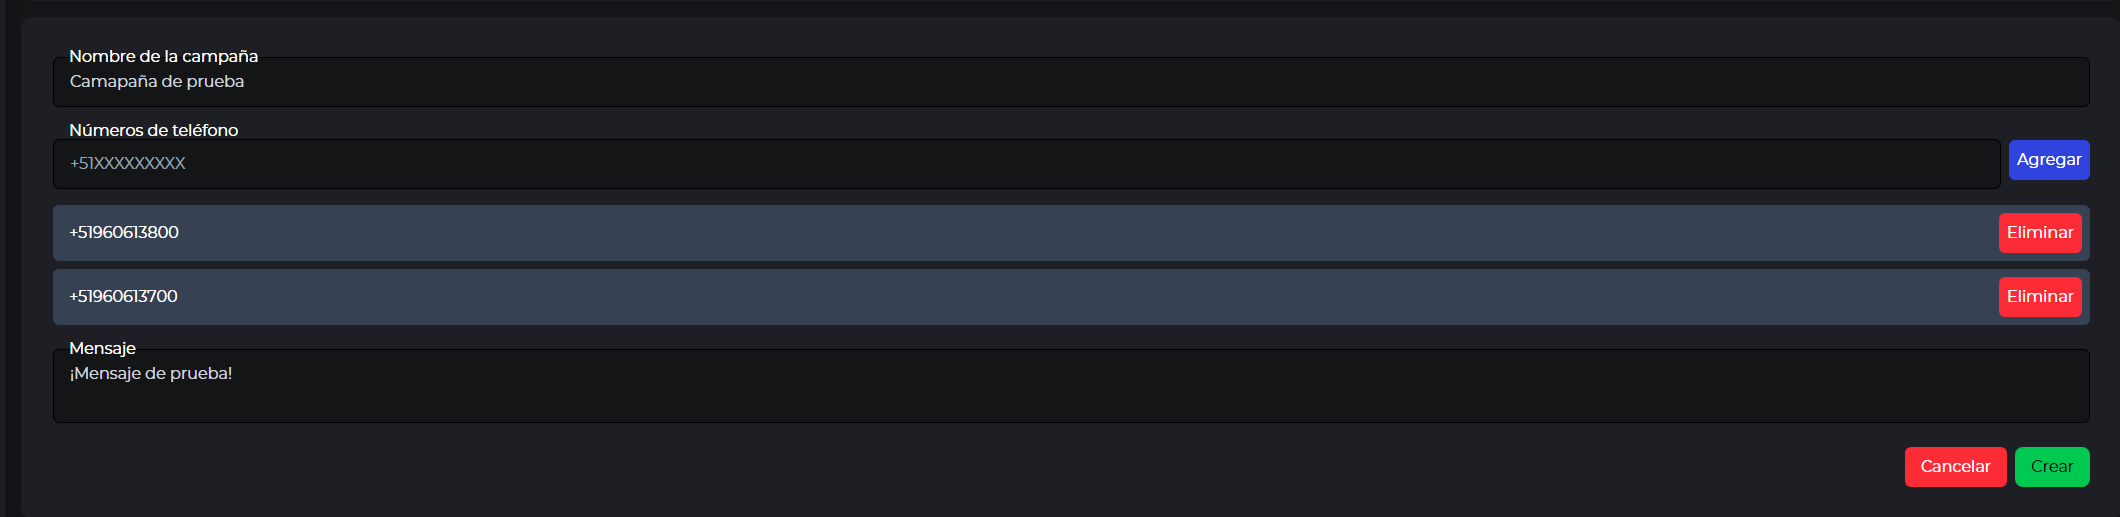 Nombre de la campaña
Camapaña de prueba
Números de teléfono
+51XXXXXXXXX
Agregar
+51960613800
Eliminar
+51960613700
Eliminar
Mensaje
¡Mensaje de prueba!
Cancelar
Crear